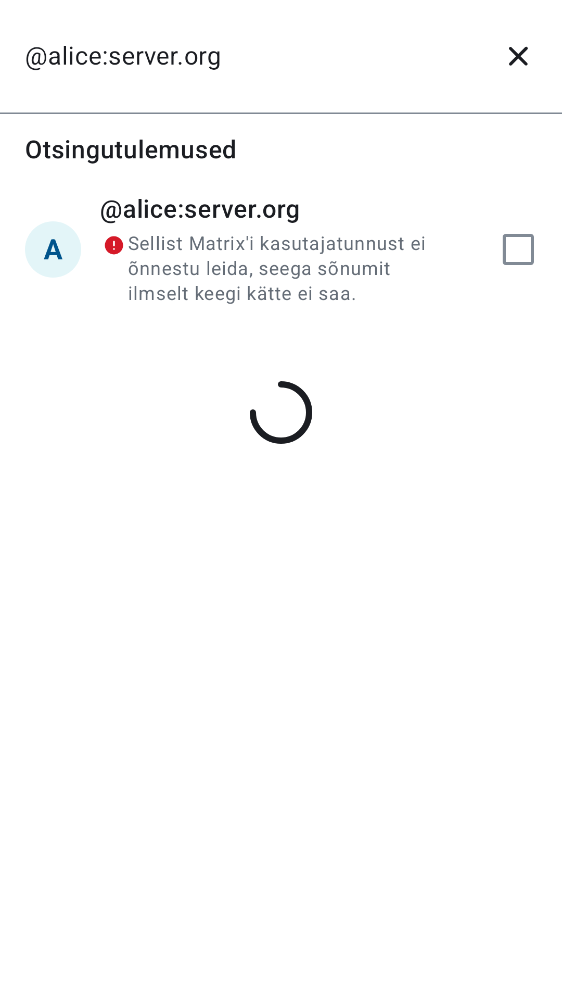 @alice:server.org
Otsingutulemused
@alice:server.org
A
Sellist Matrix'i kasutajatunnust ei
õnnestu leida, seega sõnumit
ilmselt keegi kätte ei saa.